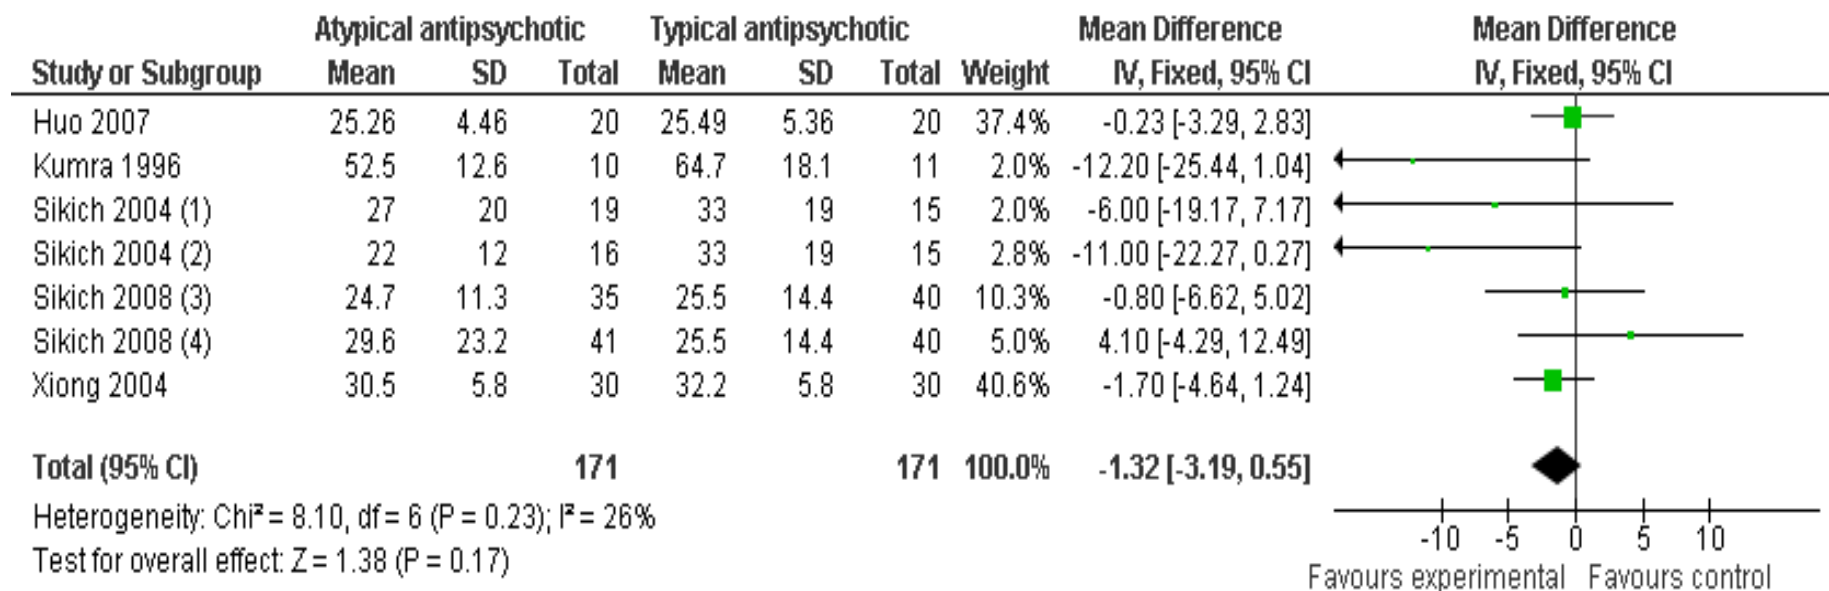 Atypical antipsychotic Typical antipsychotic Mean Difference Mean Difference
Study or Subgroup Mean SD Total Mean SD Total Weight IV, Fixed, 95% CI IV, Fixed, 95% CI
Huo 2007 25.26 4.46 20 25.49 5.36 20 37.4% -0.23 [-3.29, 2.83]
Kumra 1996 52.5 12.6 10 64.7 18.1 11 2.0% -12.20 [-25.44, 1.04]
Sikich 2004 (1) 27 20 19 33 19 15 2.0% -6.00 [-19.17, 7.17]
Sikich 2004 (2) 22 12 16 33 19 15 2.8% -11.00 [-22.27, 0.27]
Sikich 2008 (3) 24.7 11.3 35 25.5 14.4 40 10.3% -0.80 [-6.62, 5.02]
Sikich 2008 (4) 29.6 23.2 41 25.5 14.4 40 5.0% 4.10 [-4.29, 12.49]
Xiong 2004 30.5 5.8 30 32.2 5.8 30 40.6% -1.70 [-4.64, 1.24]
Total (95% CI) 171 171 100.0% -1.32 [-3.19, 0.55]
Heterogeneity: Chi² = 8.10, df = 6 (P = 0.23); I² = 26%
Test for overall effect: Z = 1.38 (P = 0.17)
-10 -5 0 5 10
Favours experimental Favours control